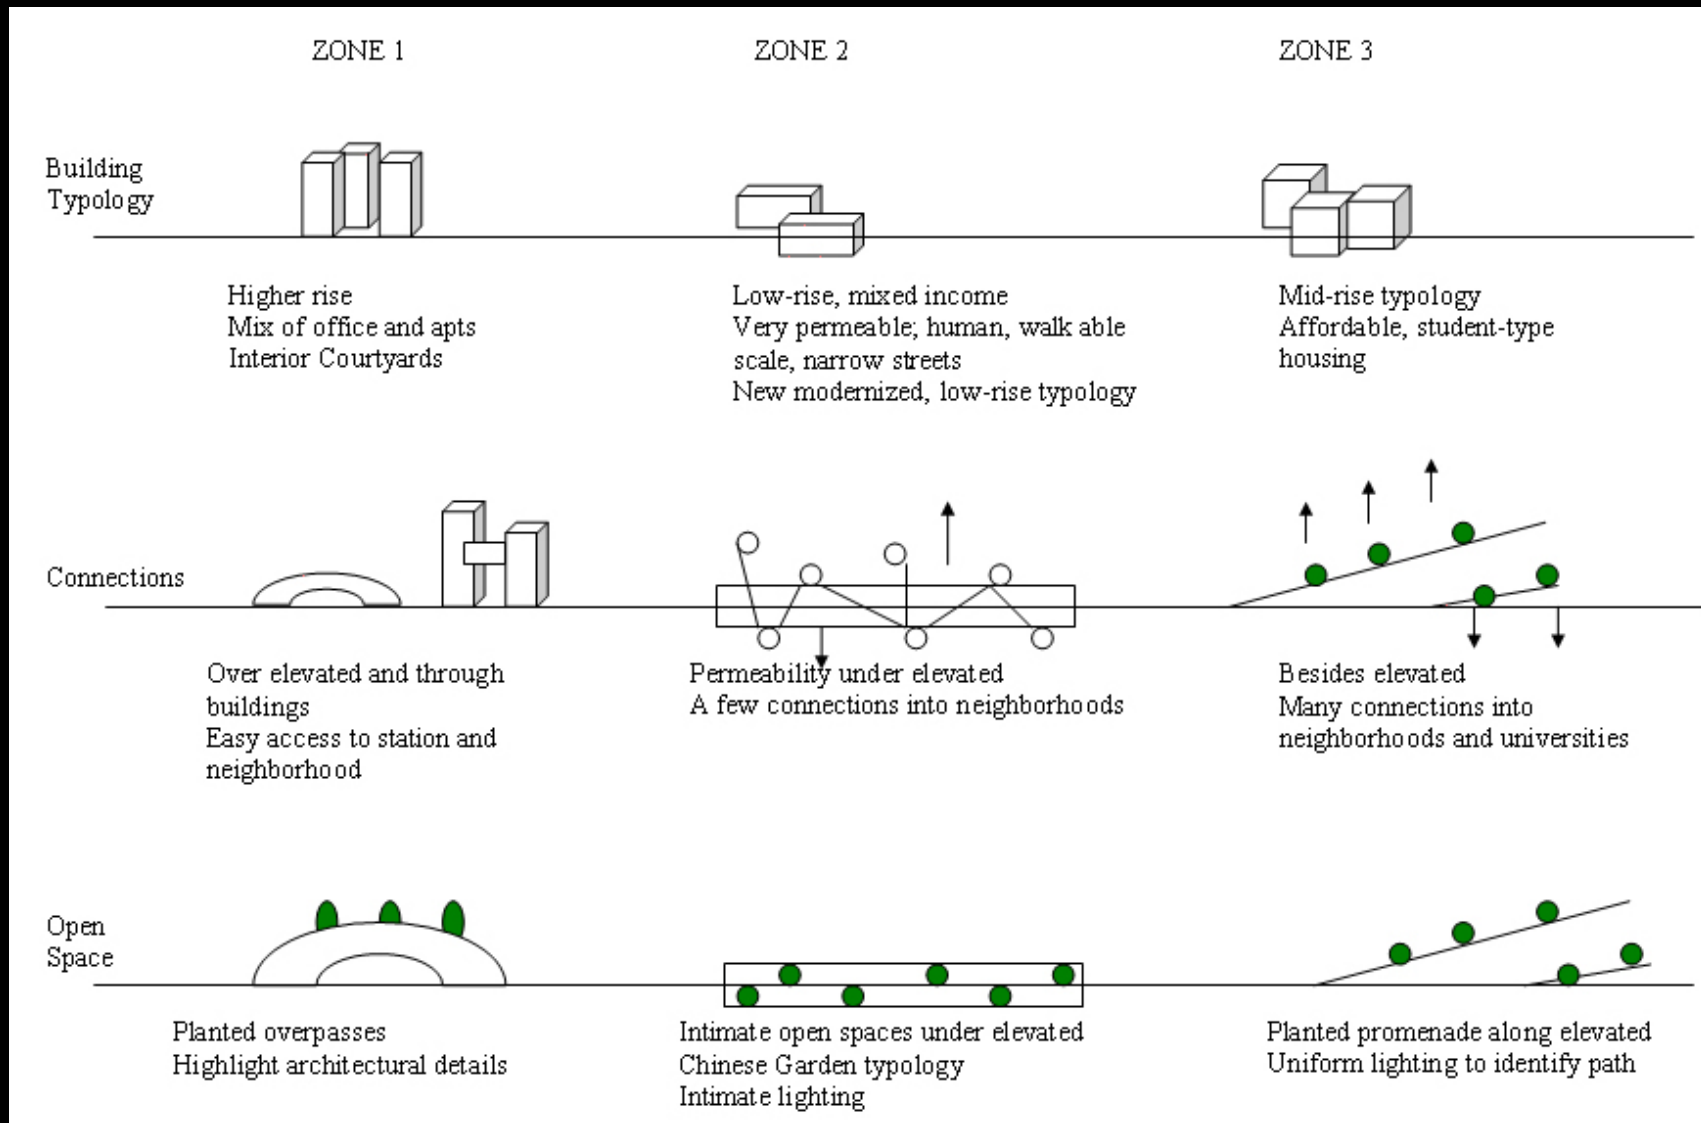 ZONE 1
ZONE 2
ZONE 3
Building
Typology
Higher rise
Mix of office and apts
Interior Courtyards
Low-rise, mixed income
Very permeable; human, walk able
scale, narrow streets
New modernized, low-rise typology
Mid-rise typology
Affordable, student-type
housing
Connections
Over elevated and through
buildings
Easy access to station and
neighborhood
Permeability under elevated
A few connections into neighborhoods
Besides elevated
Many connections into
neighborhoods and universities
Open
Space
Planted overpasses
Highlight architectural details
Intimate open spaces under elevated
Chinese Garden typology
Intimate lighting
Planted promenade along elevated
Uniform lighting to identify path